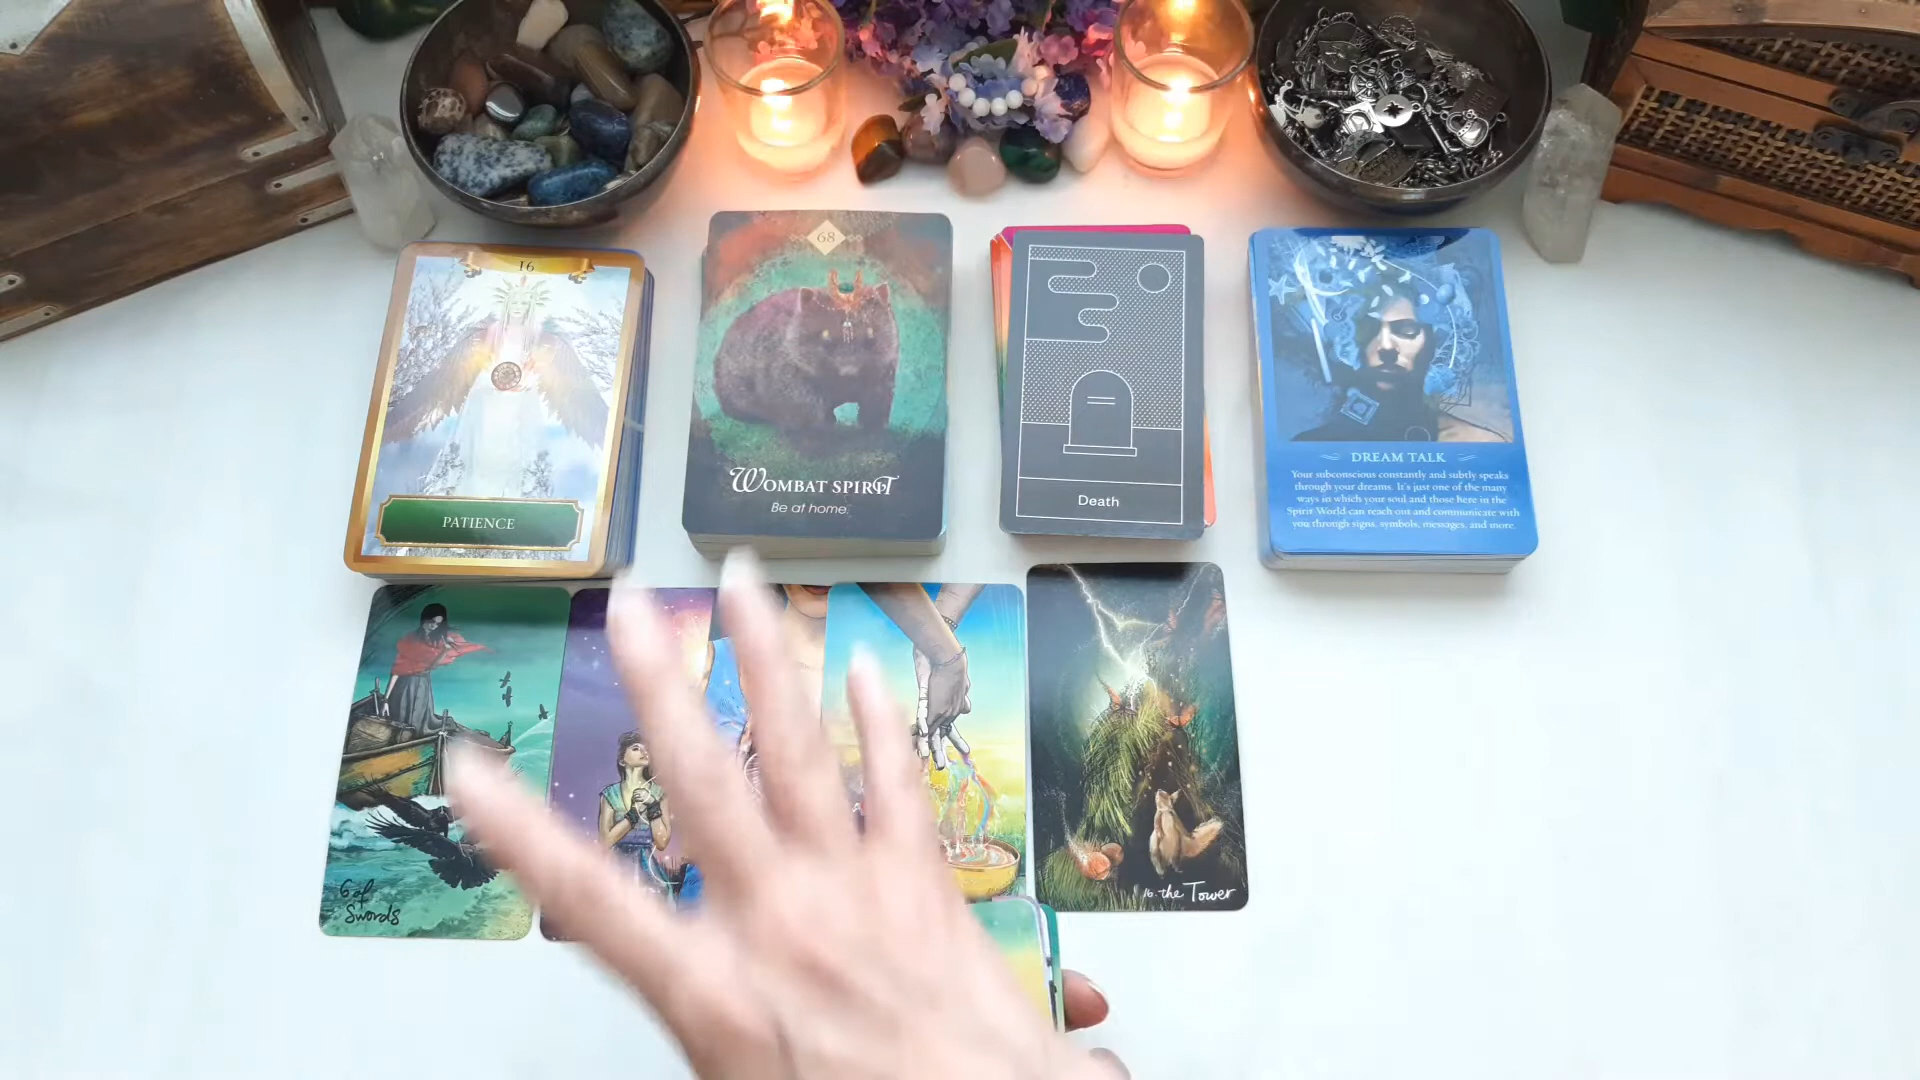 16
PATIENCE
68
WOMBAT SPIRIT
Be at home.
Death
DREAM TALK
Your subconscious constantly and subtly speaks
through your dreams. It's just one of the many
ways in which your soul and those here in the
Spirit World can reach out and communicate with
you through signs, symbols, messages, and more.
6 of
Swords
16. the Tower